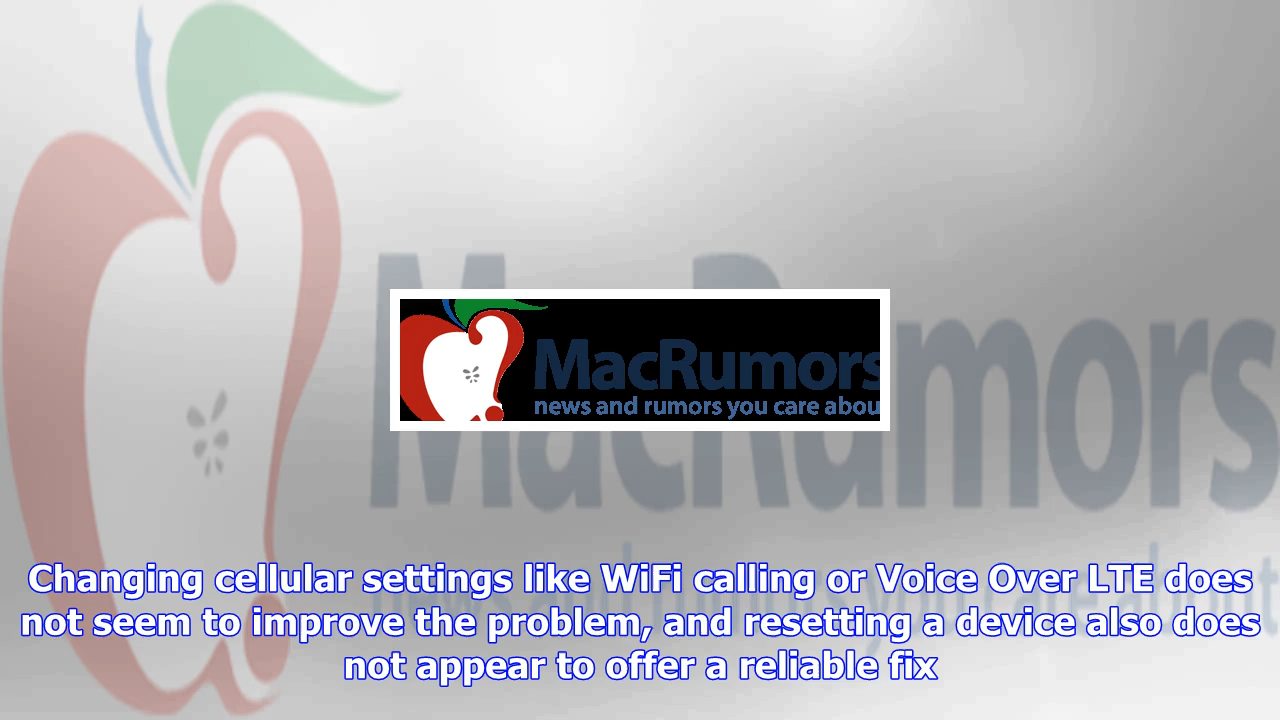 MacRumors
news and rumors you care abou
MacRumors
Changing cellular settings like WiFi calling or Voice Over LTE does
not seem to improve the problem, and resetting a device also does
not appear to offer a reliable fix